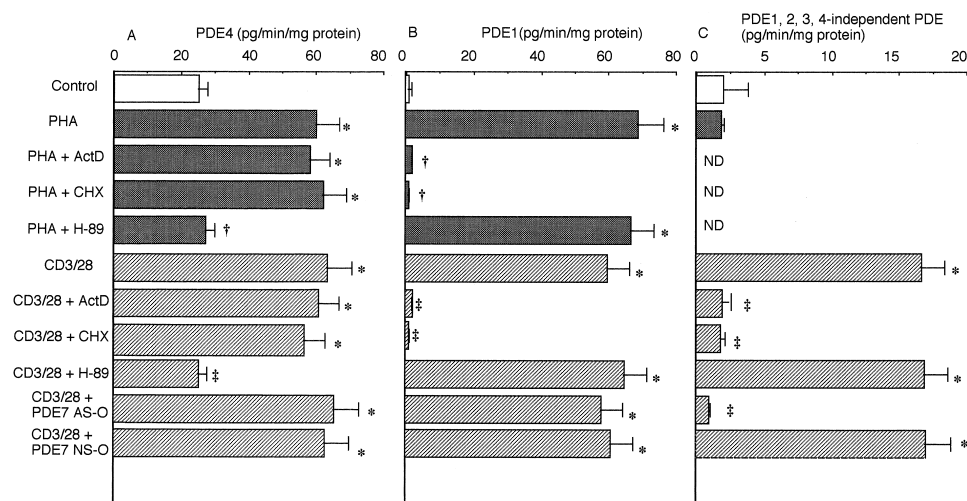 A PDE4 (pg/min/mg protein)
0 20 40 60 80
B PDE1(pg/min/mg protein)
0 20 40 60 80
C PDE1, 2, 3, 4-independent PDE
(pg/min/mg protein)
0 5 10 15 20
Control
PHA * *
PHA + ActD * † ND
PHA + CHX * † ND
PHA + H-89 † * ND
CD3/28 * * *
CD3/28 + ActD * ‡ ‡
CD3/28 + CHX * ‡ ‡
CD3/28 + H-89 ‡ * *
CD3/28 +
PDE7 AS-O * * ‡
CD3/28 +
PDE7 NS-O * * *